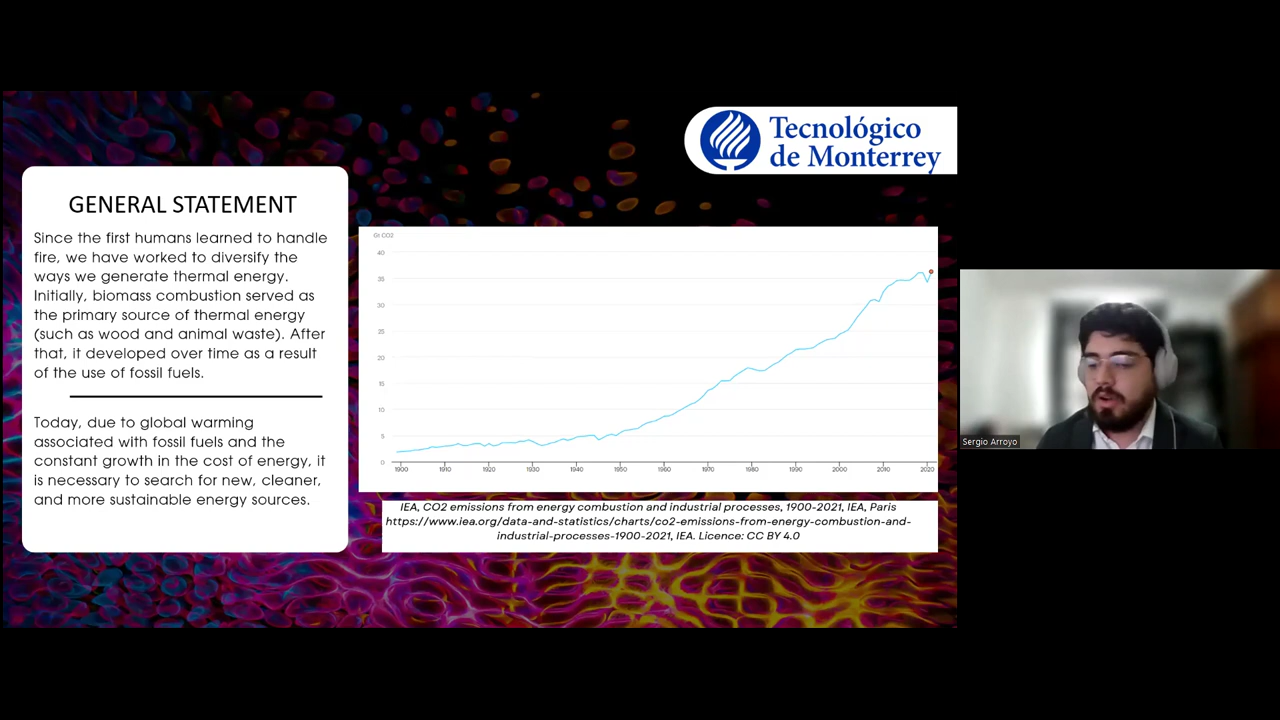 Tecnológico
de Monterrey
GENERAL STATEMENT
Since the first humans learned to handle
fire, we have worked to diversify the
ways we generate thermal energy.
Initially, biomass combustion served as
the primary source of thermal energy
(such as wood and animal waste). After
that, it developed over time as a result
of the use of fossil fuels.
Today, due to global warming
associated with fossil fuels and the
constant growth in the cost of energy, it
is necessary to search for new, cleaner,
and more sustainable energy sources.
Gt CO2
40
35
30
25
20
15
10
5
0
1900 1910 1920 1930 1940 1950 1960 1970 1980 1990 2000 2010 2020
IEA, CO2 emissions from energy combustion and industrial processes, 1900-2021, IEA, Paris
https://www.iea.org/data-and-statistics/charts/co2-emissions-from-energy-combustion-and-
industrial-processes-1900-2021, IEA. Licence: CC BY 4.0
Sergio Arroyo